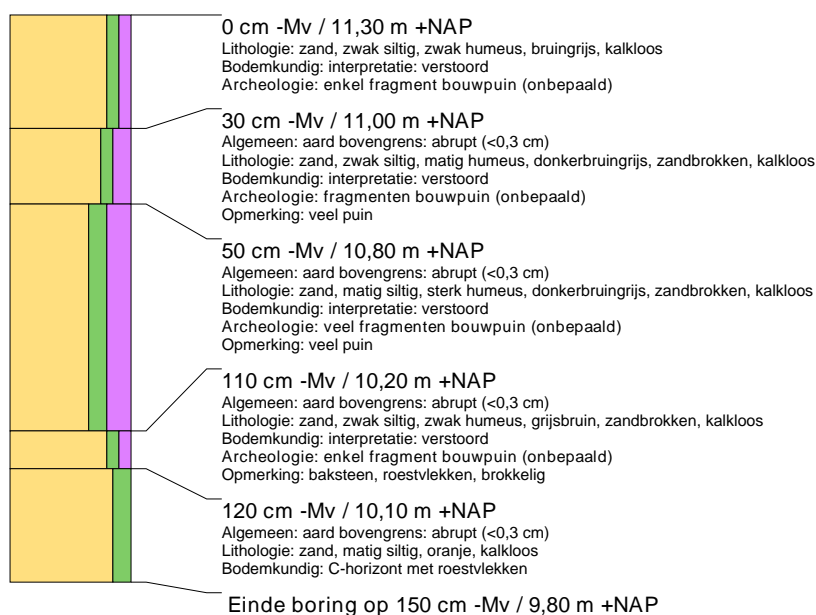 0 cm -Mv / 11,30 m +NAP
Lithologie: zand, zwak siltig, zwak humeus, bruingrijs, kalkloos
Bodemkundig: interpretatie: verstoord
Archeologie: enkel fragment bouwpuin (onbepaald)
30 cm -Mv / 11,00 m +NAP
Algemeen: aard bovengrens: abrupt (<0,3 cm)
Lithologie: zand, zwak siltig, matig humeus, donkerbruingrijs, zandbrokken, kalkloos
Bodemkundig: interpretatie: verstoord
Archeologie: fragmenten bouwpuin (onbepaald)
Opmerking: veel puin
50 cm -Mv / 10,80 m +NAP
Algemeen: aard bovengrens: abrupt (<0,3 cm)
Lithologie: zand, matig siltig, sterk humeus, donkerbruingrijs, zandbrokken, kalkloos
Bodemkundig: interpretatie: verstoord
Archeologie: veel fragmenten bouwpuin (onbepaald)
Opmerking: veel puin
110 cm -Mv / 10,20 m +NAP
Algemeen: aard bovengrens: abrupt (<0,3 cm)
Lithologie: zand, zwak siltig, zwak humeus, grijsbruin, zandbrokken, kalkloos
Bodemkundig: interpretatie: verstoord
Archeologie: enkel fragment bouwpuin (onbepaald)
Opmerking: baksteen, roestvlekken, brokkelig
120 cm -Mv / 10,10 m +NAP
Algemeen: aard bovengrens: abrupt (<0,3 cm)
Lithologie: zand, matig siltig, oranje, kalkloos
Bodemkundig: C-horizont met roestvlekken
Einde boring op 150 cm -Mv / 9,80 m +NAP